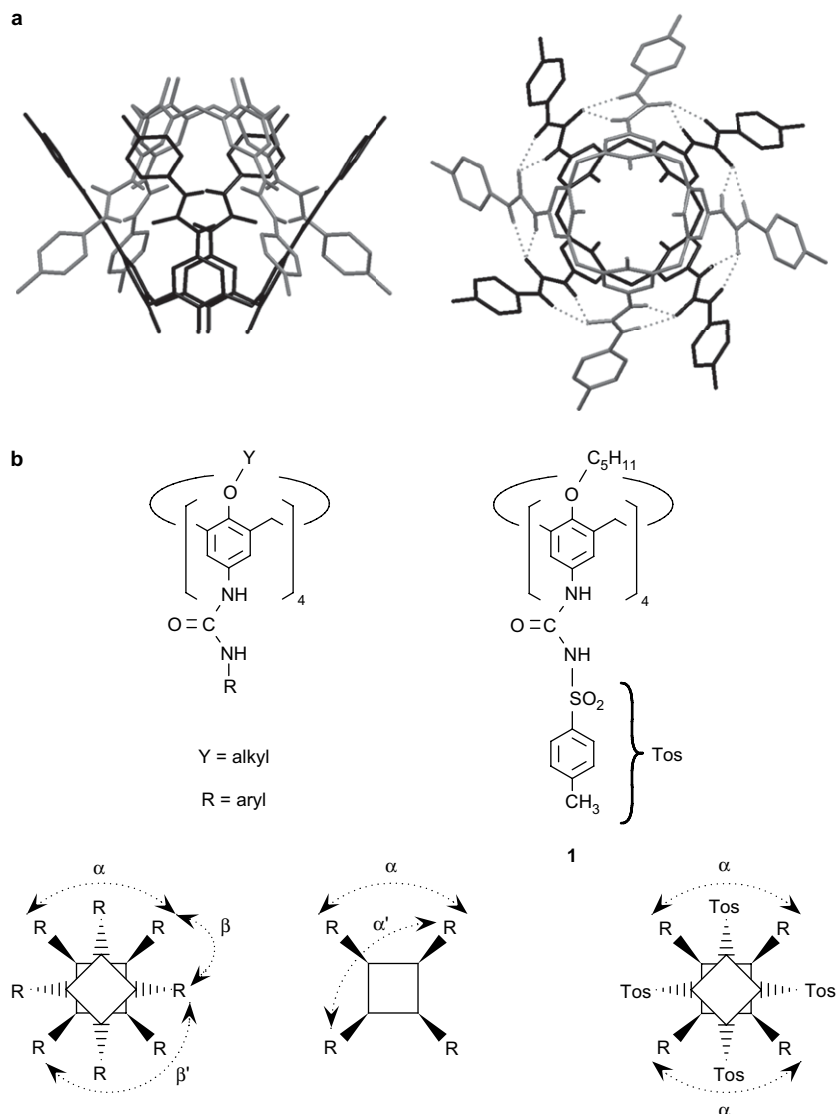 a
b
Y
O
NH
4
O=C
NH
R
Y = alkyl
R = aryl
C5H11
O
NH
4
O=C
NH
SO2
CH3
Tos
1
α
R
R R
β
R R
R R
R
β'
α
α'
R R
R R
α
Tos
R R
Tos Tos
R R
Tos
α